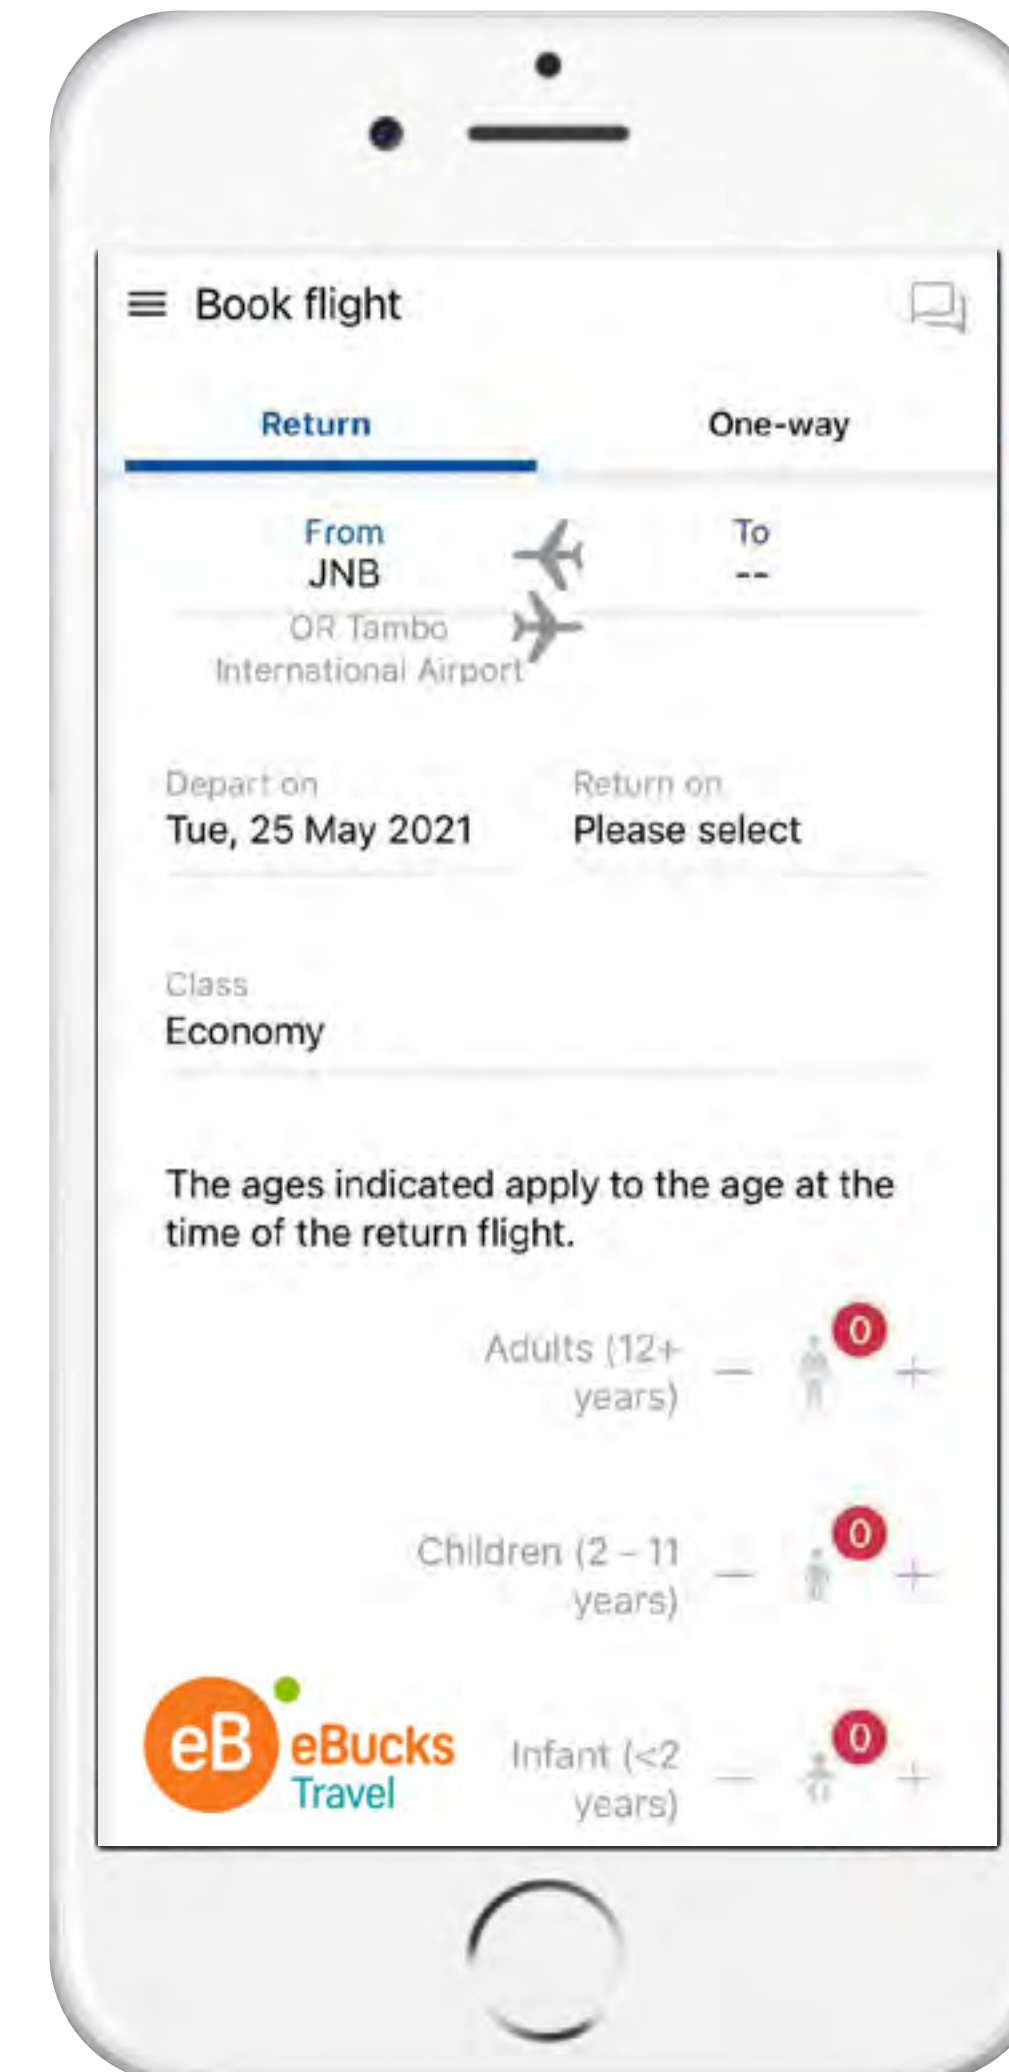 Book flight
Return
One-way
From
To
JNB
--
OR Tambo
International Airport
Depart on
Return on
Tue, 25 May 2021
Please select
Class
Economy
The ages indicated apply to the age at the
time of the return flight.
Adults (12+
years)
0
Children (2 – 11
years)
0
eB eBucks
Travel
Infant (<2
years)
0